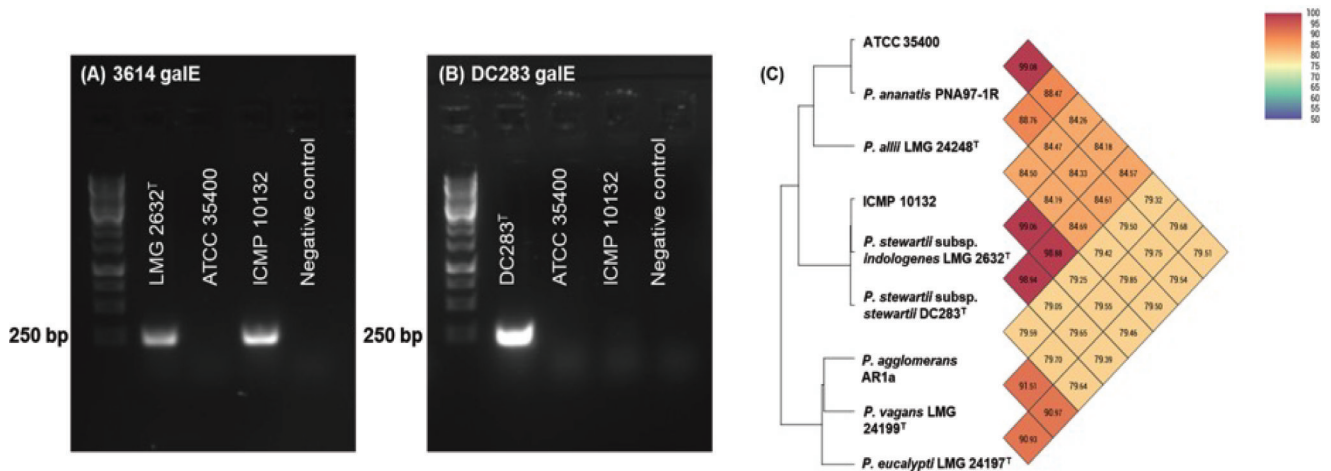 (A) 3614 galE
LMG 2632ᵀ
ATCC 35400
ICMP 10132
Negative control
250 bp
(B) DC283 galE
DC283ᵀ
ATCC 35400
ICMP 10132
Negative control
250 bp
(C)
ATCC 35400
P. ananatis PNA97-1R
P. allii LMG 24248ᵀ
ICMP 10132
P. stewartii subsp.
indologenes LMG 2632ᵀ
P. stewartii subsp.
stewartii DC283ᵀ
P. agglomerans
AR1a
P. vagans LMG
24199ᵀ
P. eucalypti LMG 24197ᵀ
99.08
88.47
88.76 84.26
84.47 84.18
84.50 84.33 84.57
84.19 84.61 79.32
99.06 84.69 79.50 79.68
98.88 79.42 79.75 79.51
98.94 79.25 79.85 79.54
79.05 79.55 79.50
79.59 79.65 79.46
79.70 79.39
91.51 79.64
90.97
90.93
100
95
90
85
80
75
70
65
60
55
50